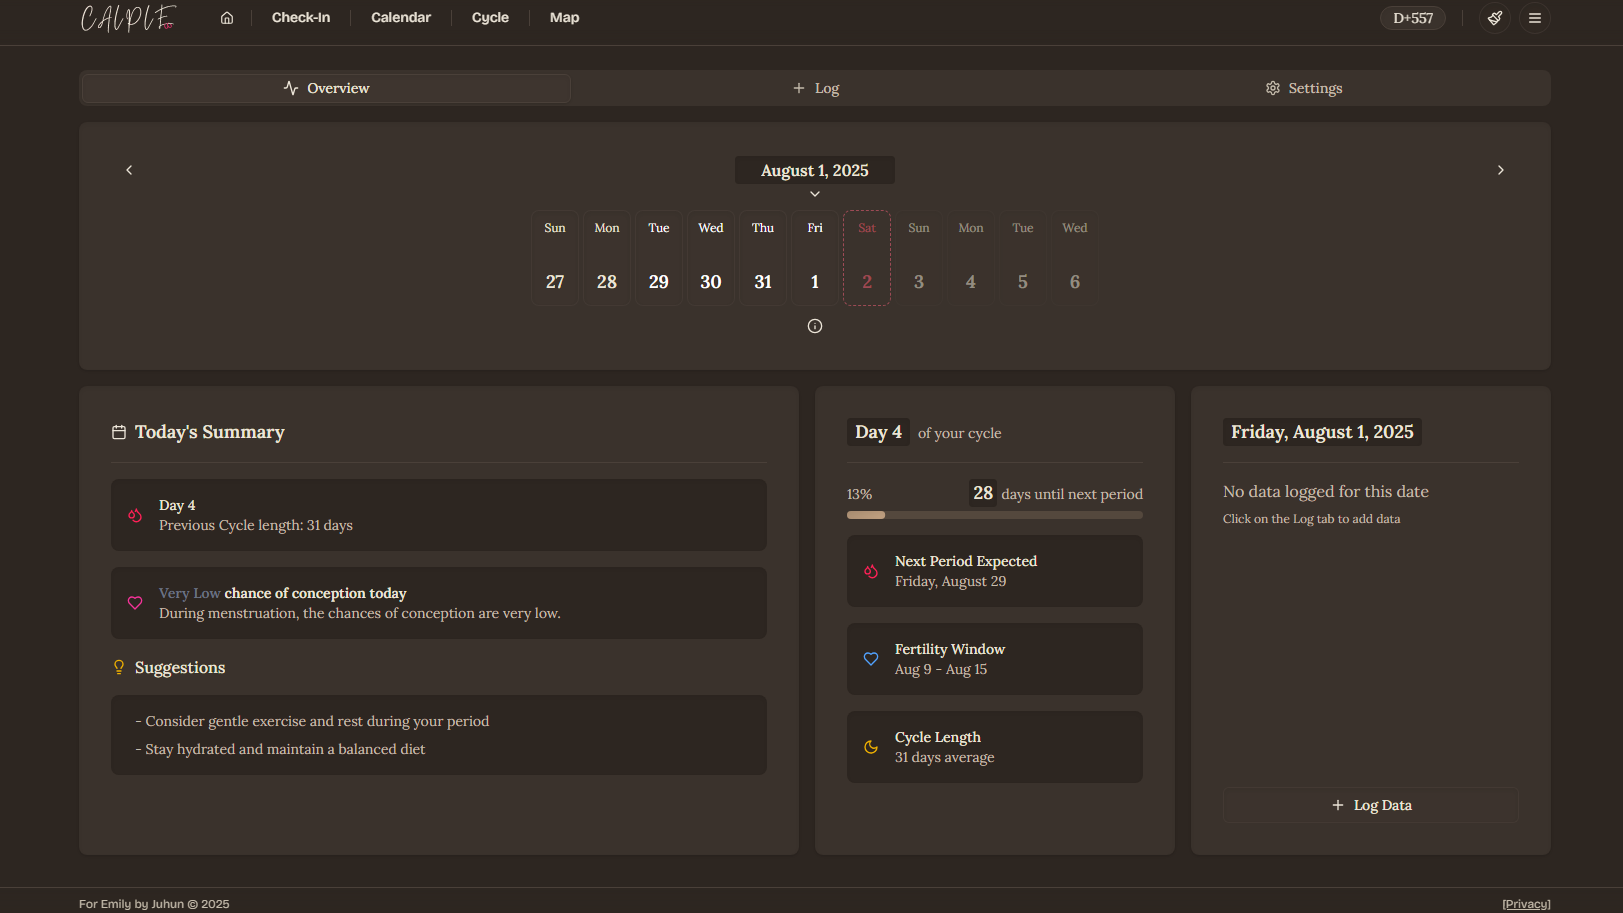 CALPLE
Check-In
Calendar
Cycle
Map
D+557
Overview
Log
Settings
August 1, 2025
Sun Mon Tue Wed Thu Fri Sat Sun Mon Tue Wed
27 28 29 30 31 1 2 3 4 5 6
Today's Summary
Day 4
Previous Cycle length: 31 days
Very Low chance of conception today
During menstruation, the chances of conception are very low.
Suggestions
- Consider gentle exercise and rest during your period
- Stay hydrated and maintain a balanced diet
Day 4 of your cycle
13% 28 days until next period
Next Period Expected
Friday, August 29
Fertility Window
Aug 9 - Aug 15
Cycle Length
31 days average
Friday, August 1, 2025
No data logged for this date
Click on the Log tab to add data
Log Data
For Emily by Juhun © 2025
[Privacy]